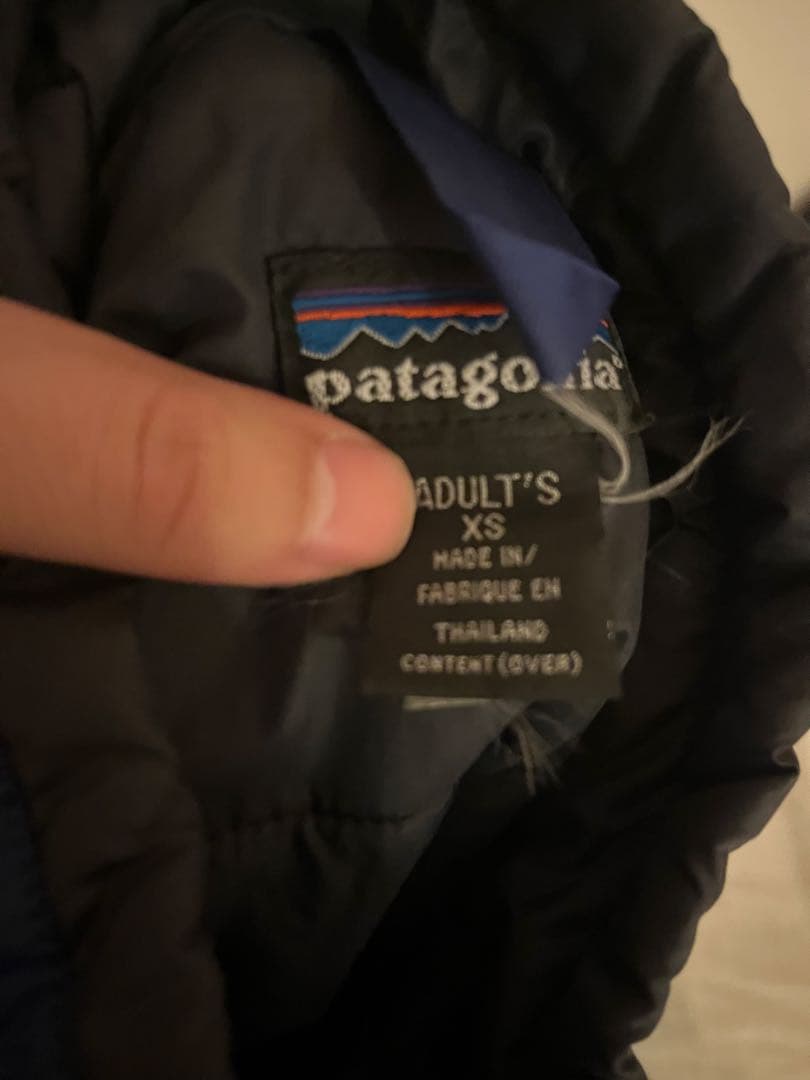 patagonia®
ADULT'S
XS
MADE IN/
FABRIQUE EN
THAILAND
CONTENT(OVER)